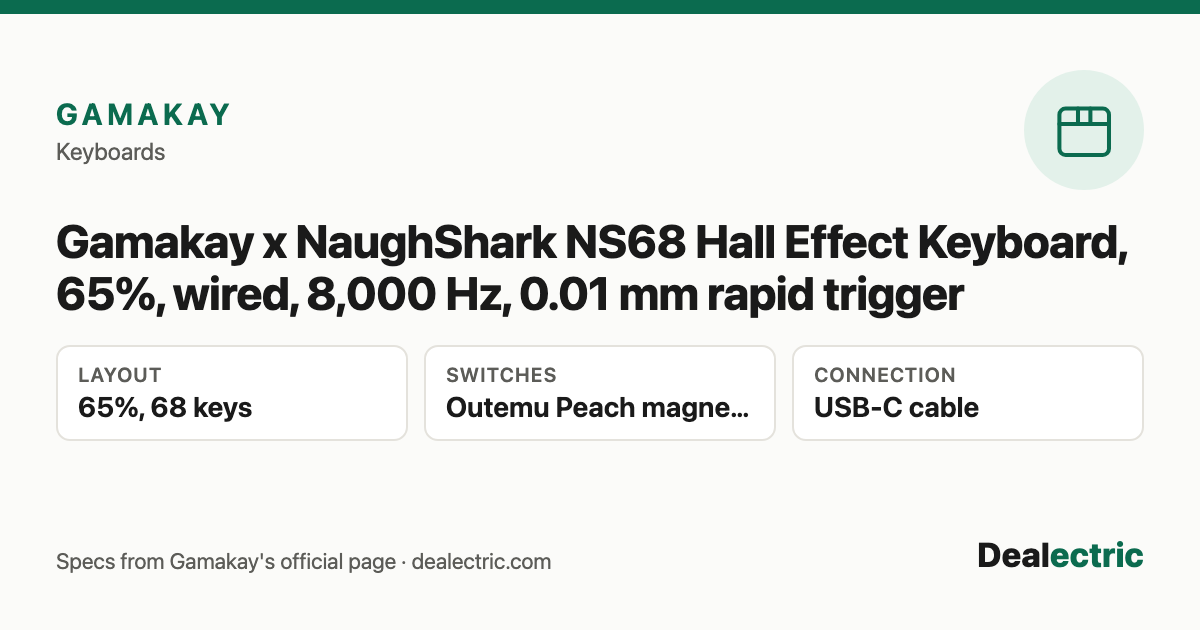 GAMAKAY
Keyboards
Gamakay x NaughShark NS68 Hall Effect Keyboard,
65%, wired, 8,000 Hz, 0.01 mm rapid trigger
LAYOUT
65%, 68 keys
SWITCHES
Outemu Peach magne...
CONNECTION
USB-C cable
Specs from Gamakay's official page · dealectric.com
Dealectric